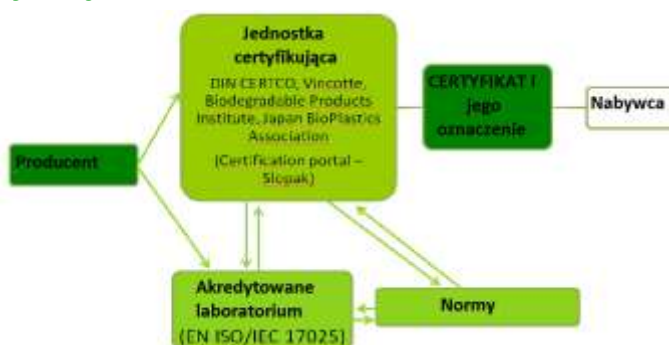 Jednostka
certyfikująca
DIN CERTCO, Vincotte,
Biodegradable Products
Institute, Japan BioPlastics
Association
(Certification portal –
Slopak)
CERTYFIKAT I
jego
oznaczenie
Nabywca
Producent
Akredytowane
laboratorium
(EN ISO/IEC 17025)
Normy